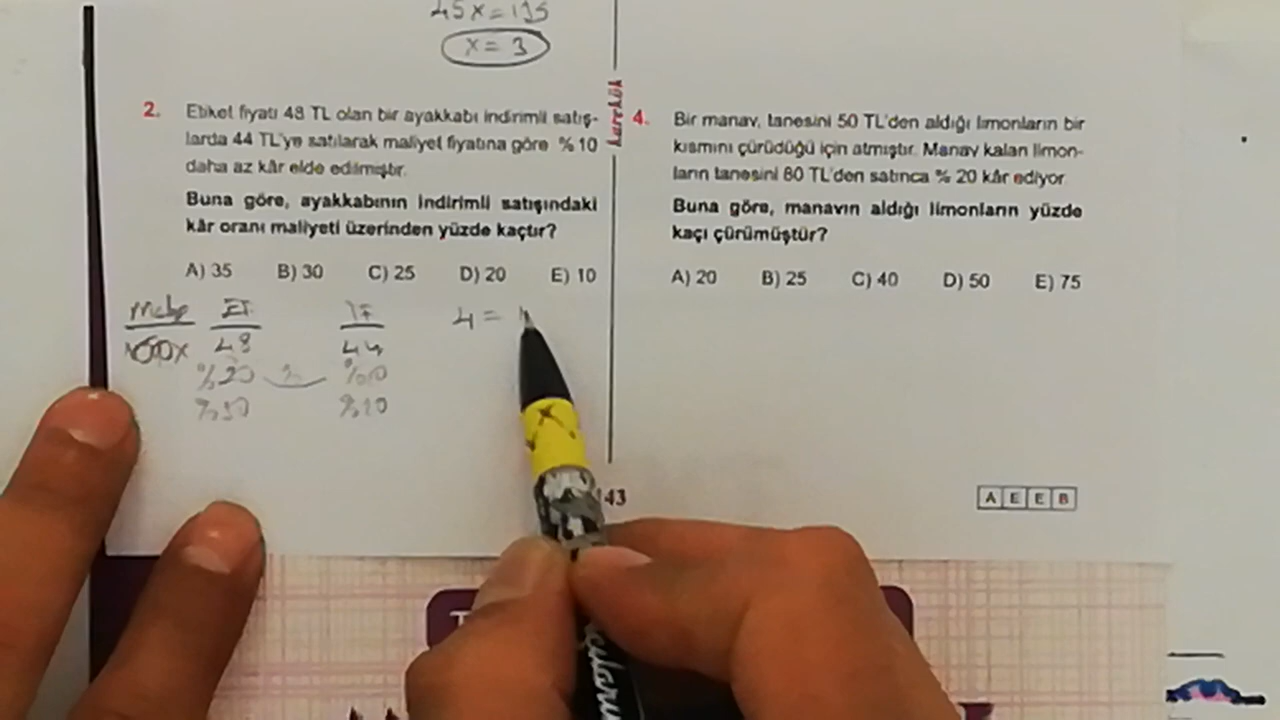 45x=135
x = 3
2. Etiket fiyatı 48 TL olan bir ayakkabı indirimli satış-
larda 44 TL'ye satılarak maliyet fiyatına göre % 10
daha az kâr elde edilmiştir.
Buna göre, ayakkabının indirimli satışındaki
kâr oranı maliyeti üzerinden yüzde kaçtır?
A) 35 B) 30 C) 25 D) 20 E) 10
48 44
%20 %10
4 =
4. Bir manav, tanesini 50 TL'den aldığı limonların bir
kısmını çürüdüğü için atmıştır. Manav kalan limon-
ların tanesini 80 TL'den satınca % 20 kâr ediyor.
Buna göre, manavın aldığı limonların yüzde
kaçı çürümüştür?
A) 20 B) 25 C) 40 D) 50 E) 75
43
A E E B